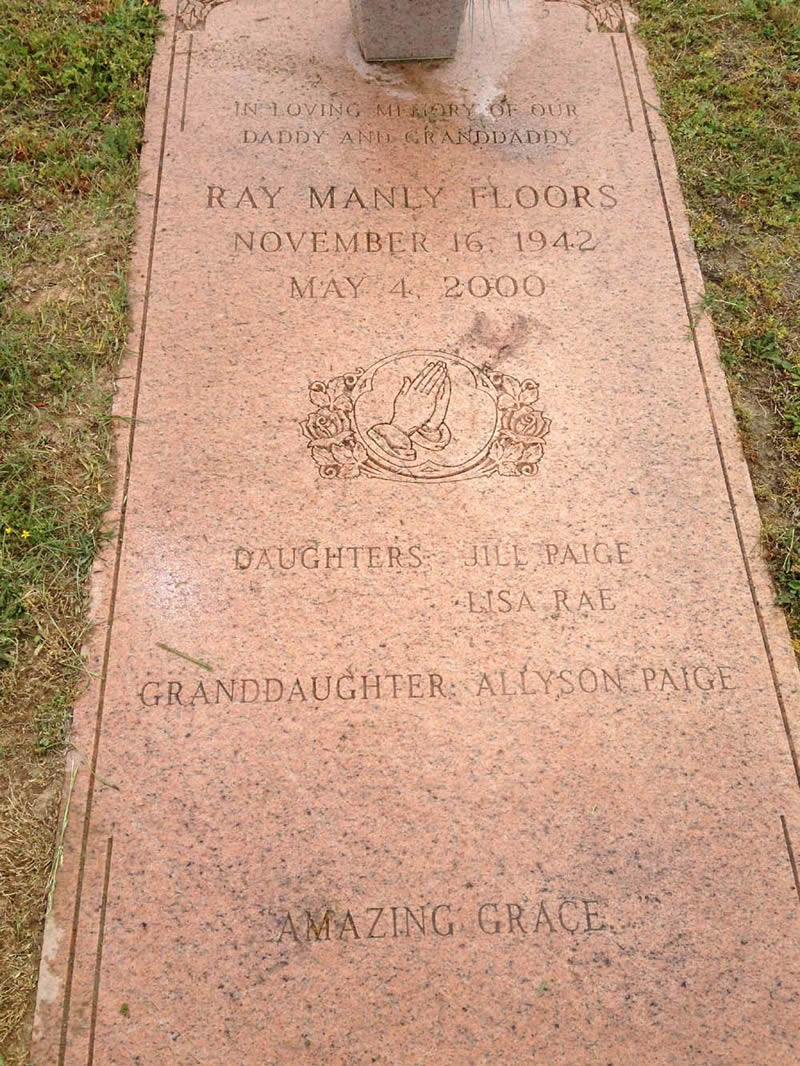 IN LOVING MEMORY OF OUR
DADDY AND GRANDDADDY
RAY MANLY FLOORS
NOVEMBER 16, 1942
MAY 4, 2000
DAUGHTERS: JILL PAIGE
LISA RAE
GRANDDAUGHTER: ALLYSON PAIGE
AMAZING GRACE